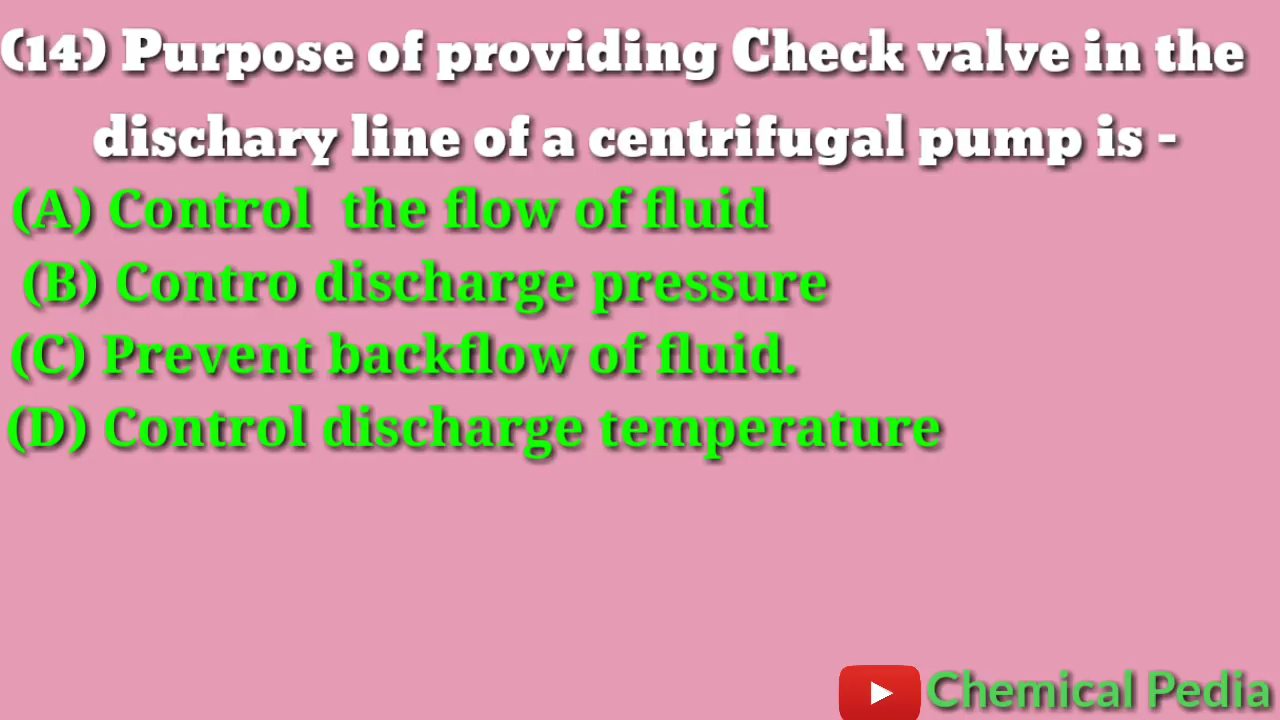 (14) Purpose of providing Check valve in the
dischary line of a centrifugal pump is -
(A) Control the flow of fluid
(B) Contro discharge pressure
(C) Prevent backflow of fluid.
(D) Control discharge temperature
Chemical Pedia